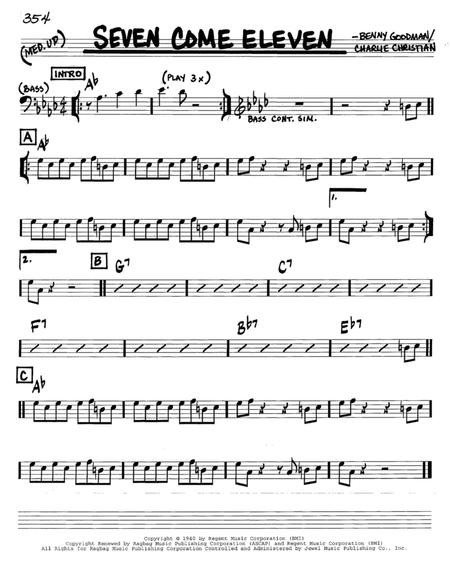 354
(MED. UP)
SEVEN COME ELEVEN
-BENNY GOODMAN/
CHARLIE CHRISTIAN
INTRO
A♭
(PLAY 3X)
(BASS)
BASS CONT. SIM.
A
1.
2.
B
G7
C7
F7
B♭7
E♭7
C
A♭
Copyright © 1940 by Regent Music Corporation (BMI)
Copyright Renewed by Ragbag Music Publishing Corporation (ASCAP) and Regent Music Corporation (BMI)
All Rights for Ragbag Music Publishing Corporation Controlled and Administered by Jewel Music Publishing Co., Inc.